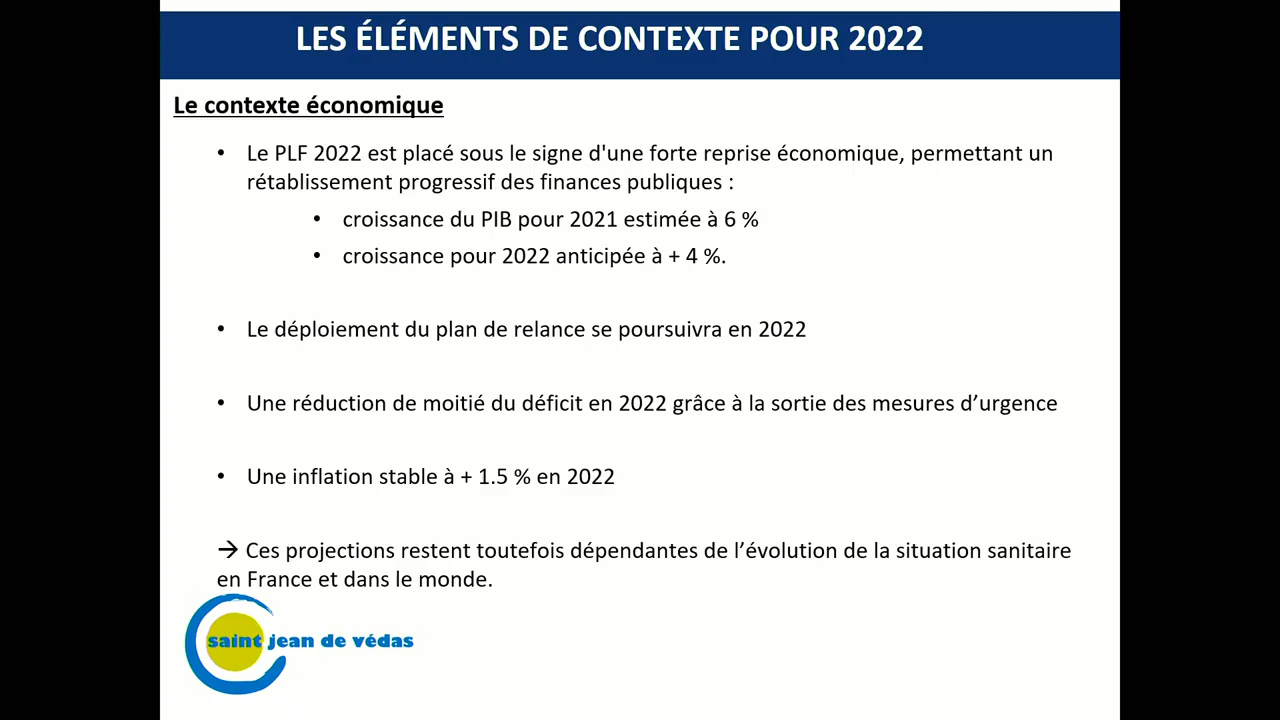 LES ÉLÉMENTS DE CONTEXTE POUR 2022
Le contexte économique
• Le PLF 2022 est placé sous le signe d'une forte reprise économique, permettant un
rétablissement progressif des finances publiques :
• croissance du PIB pour 2021 estimée à 6 %
• croissance pour 2022 anticipée à + 4 %.
• Le déploiement du plan de relance se poursuivra en 2022
• Une réduction de moitié du déficit en 2022 grâce à la sortie des mesures d’urgence
• Une inflation stable à + 1.5 % en 2022
→ Ces projections restent toutefois dépendantes de l’évolution de la situation sanitaire
en France et dans le monde.
saint jean de védas